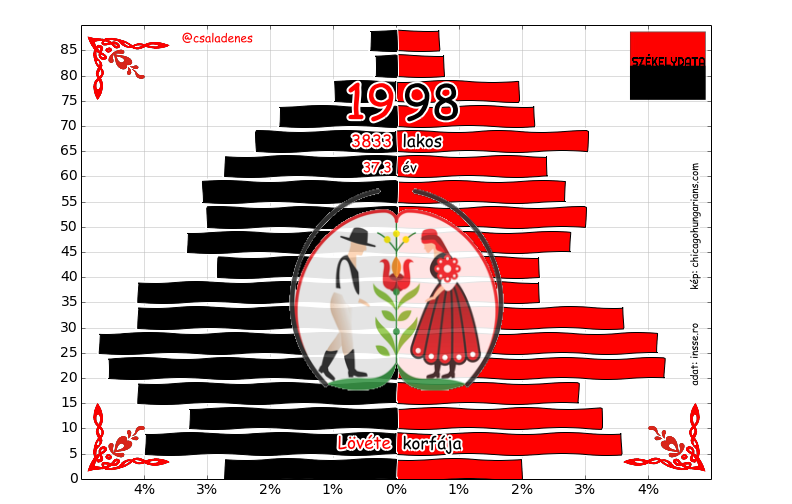 @csaladenes
SZÉKELYDATA
1998
3833 lakos
37.3 év
kép: chicagohungarians.com
adat: insse.ro
Lövéte korfája
85
80
75
70
65
60
55
50
45
40
35
30
25
20
15
10
5
0
4% 3% 2% 1% 0% 1% 2% 3% 4%